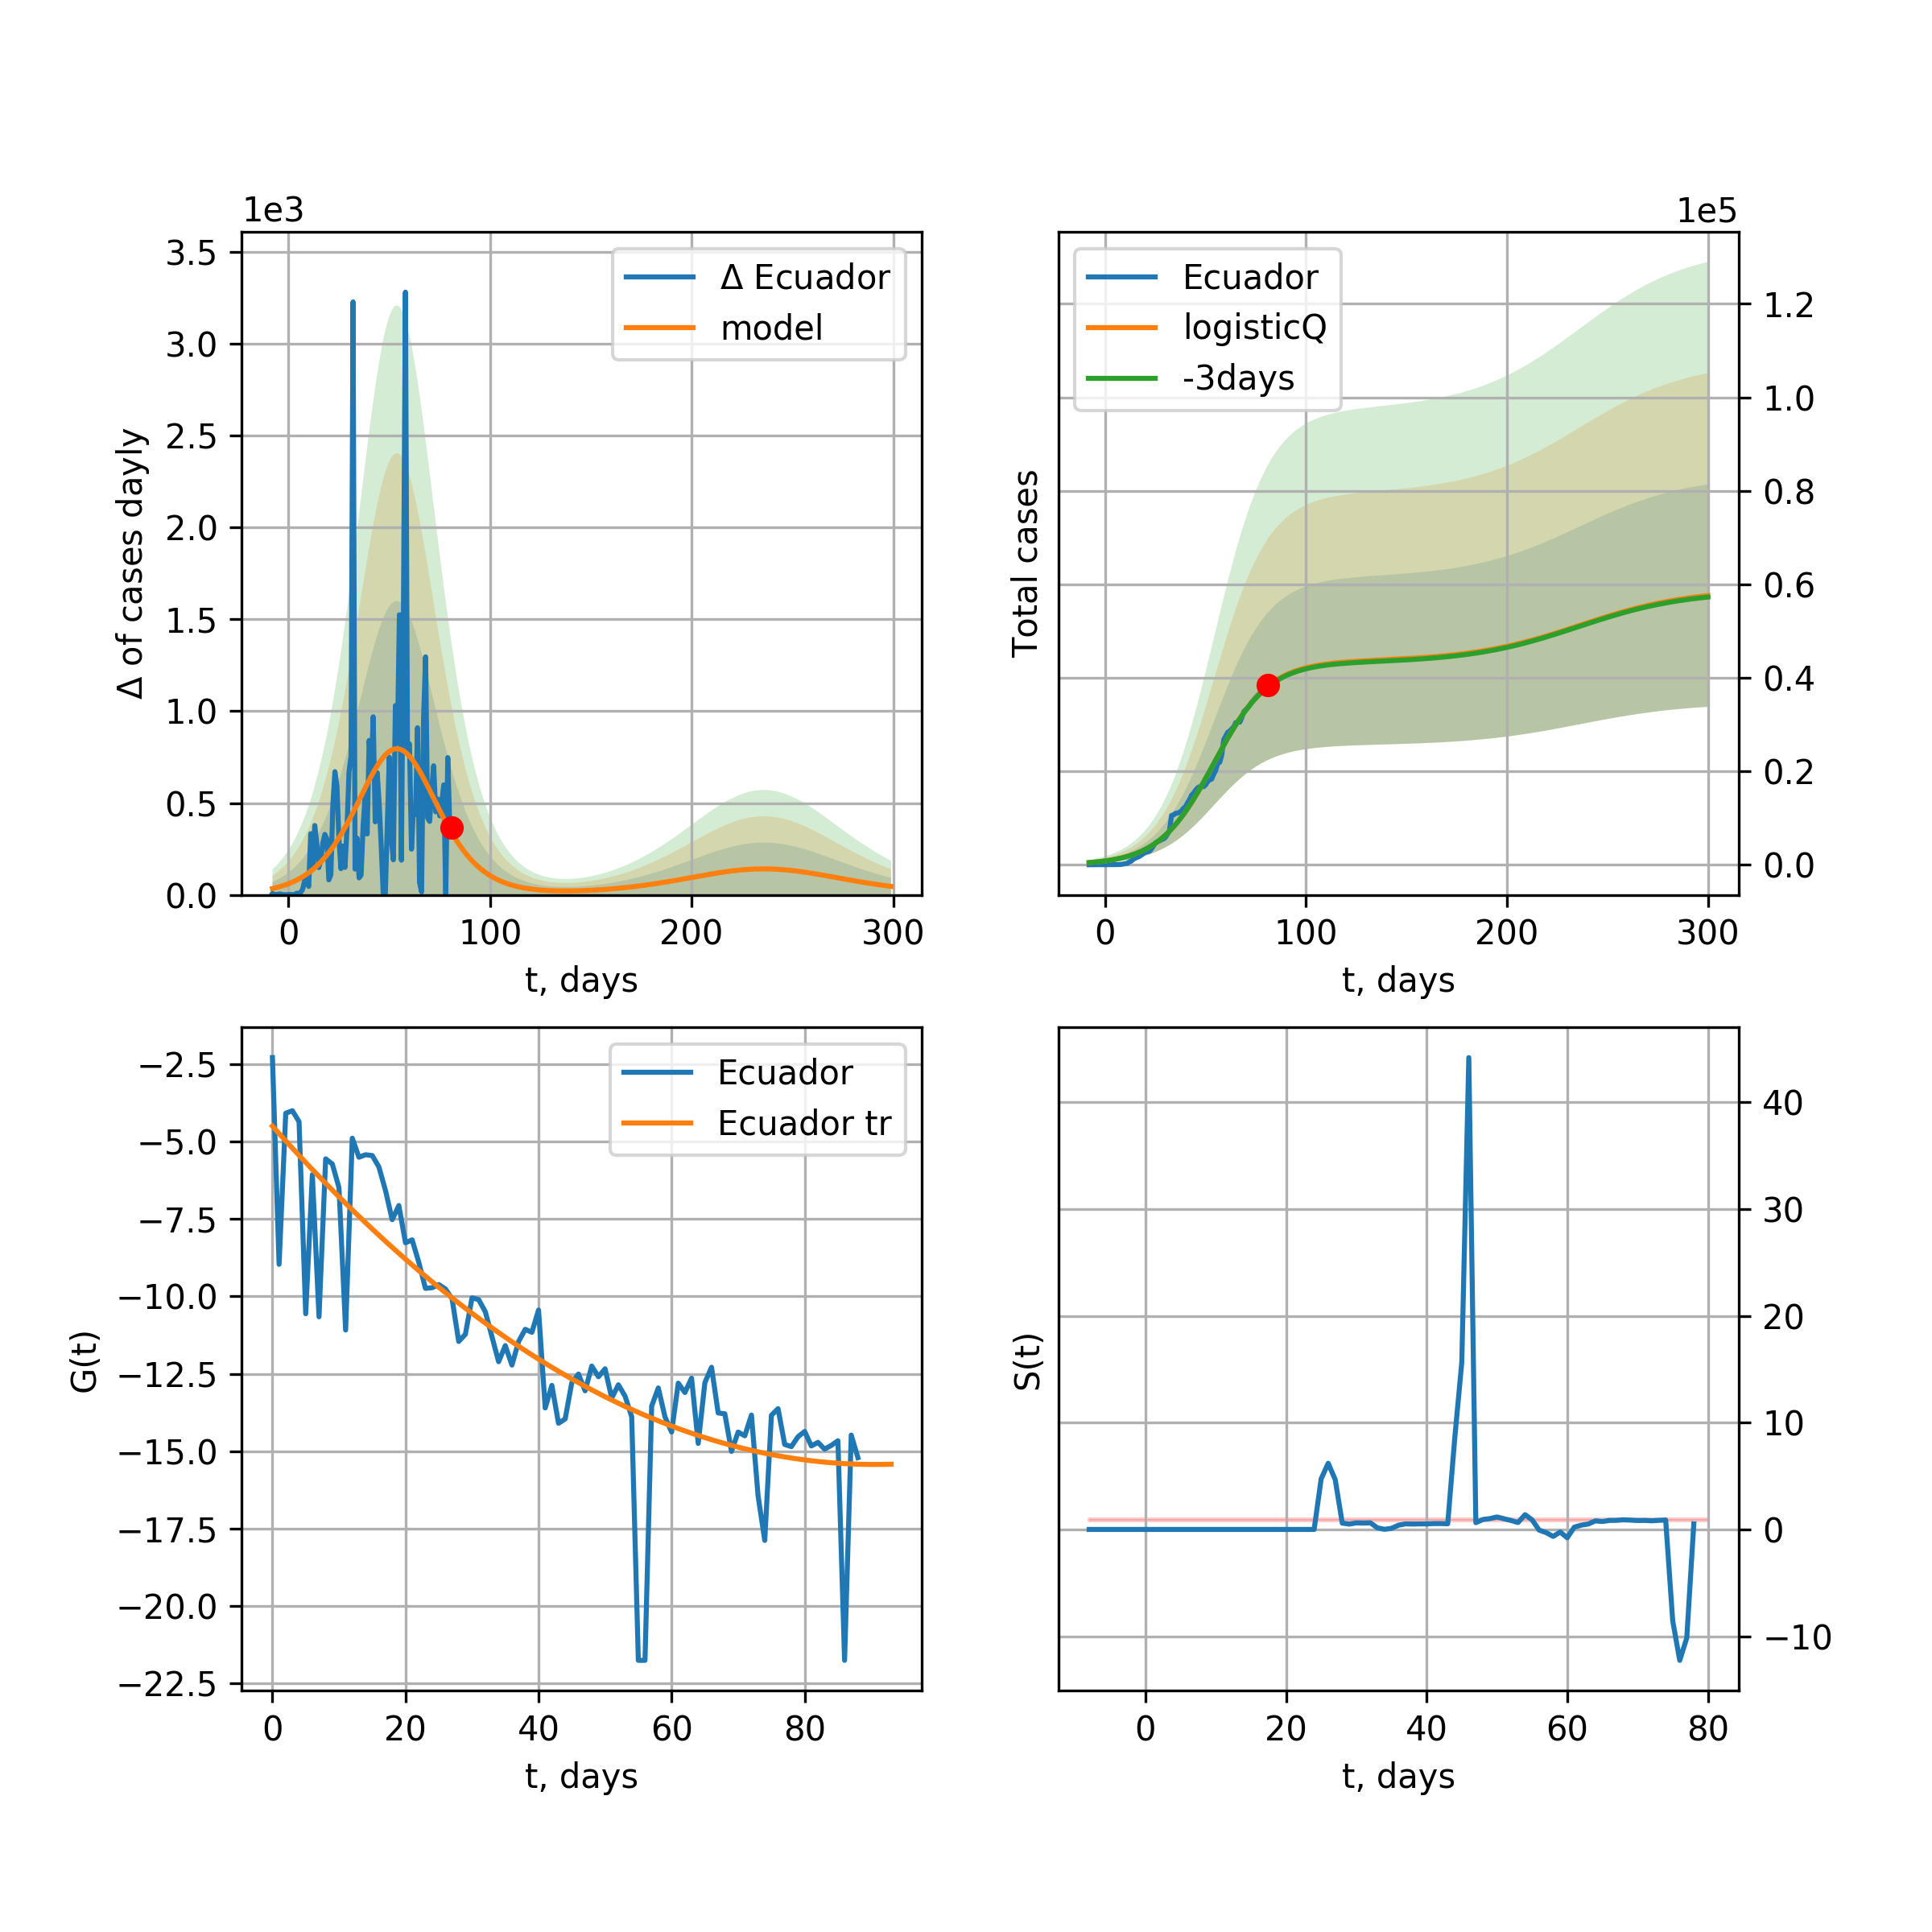 1e3
3.5
3.0
2.5
2.0
1.5
1.0
0.5
0.0
Δ of cases dayly
Δ Ecuador
model
0 100 200 300
t, days
1e5
Ecuador
logisticQ
-3days
Total cases
1.2
1.0
0.8
0.6
0.4
0.2
0.0
0 100 200 300
t, days
−2.5
−5.0
−7.5
−10.0
−12.5
−15.0
−17.5
−20.0
−22.5
G(t)
Ecuador
Ecuador tr
0 20 40 60 80
t, days
S(t)
40
30
20
10
0
−10
0 20 40 60 80
t, days